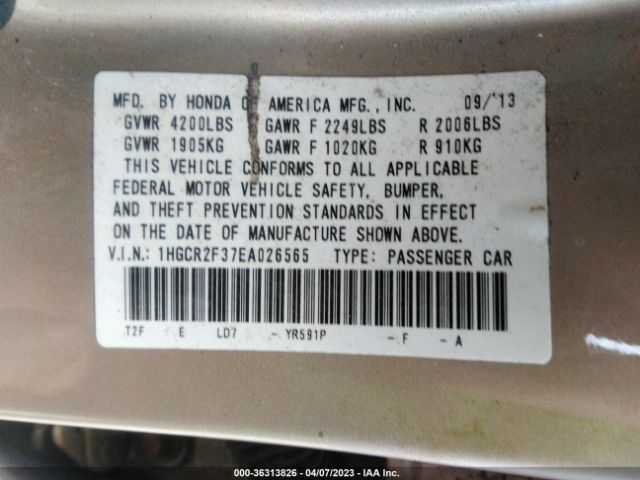 MFD. BY HONDA OF AMERICA MFG., INC. 09/'13
GVWR 4200LBS GAWR F 2249LBS R 2006LBS
GVWR 1905KG GAWR F 1020KG R 910KG
THIS VEHICLE CONFORMS TO ALL APPLICABLE
FEDERAL MOTOR VEHICLE SAFETY, BUMPER,
AND THEFT PREVENTION STANDARDS IN EFFECT
ON THE DATE OF MANUFACTURE SHOWN ABOVE.
V.I.N.: 1HGCR2F37EA026565 TYPE: PASSENGER CAR
T2F E LD7 - YR591P - F - A
000-36313826 - 04/07/2023 - IAA Inc.